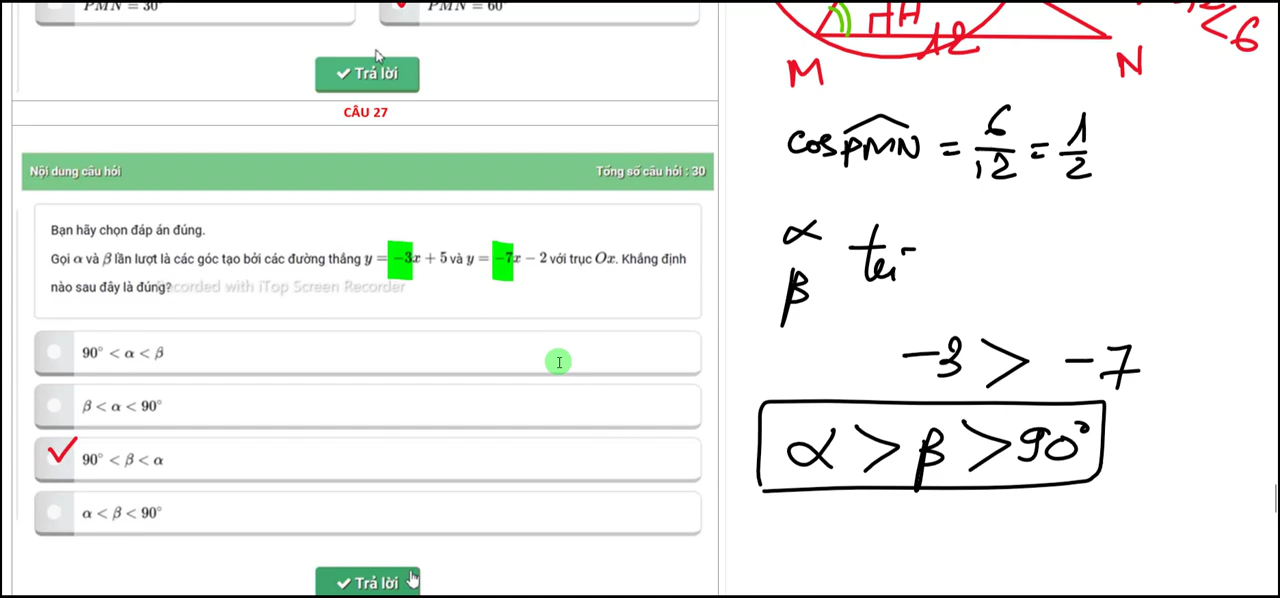 PMN = 30°
PMN = 60°
✔ Trả lời
CÂU 27
Nội dung câu hỏi
Tổng số câu hỏi : 30
Bạn hãy chọn đáp án đúng.
Gọi α và β lần lượt là các góc tạo bởi các đường thẳng y = −3x + 5 và y = −7x − 2 với trục Ox. Khẳng định
nào sau đây là đúng?
Recorded with iTop Screen Recorder
90° < α < β
β < α < 90°
90° < β < α
α < β < 90°
✔ Trả lời
12
< 6
M
N
cos PMN = 6/12 = 1/2
α
β
−3 > −7
α > β > 90°